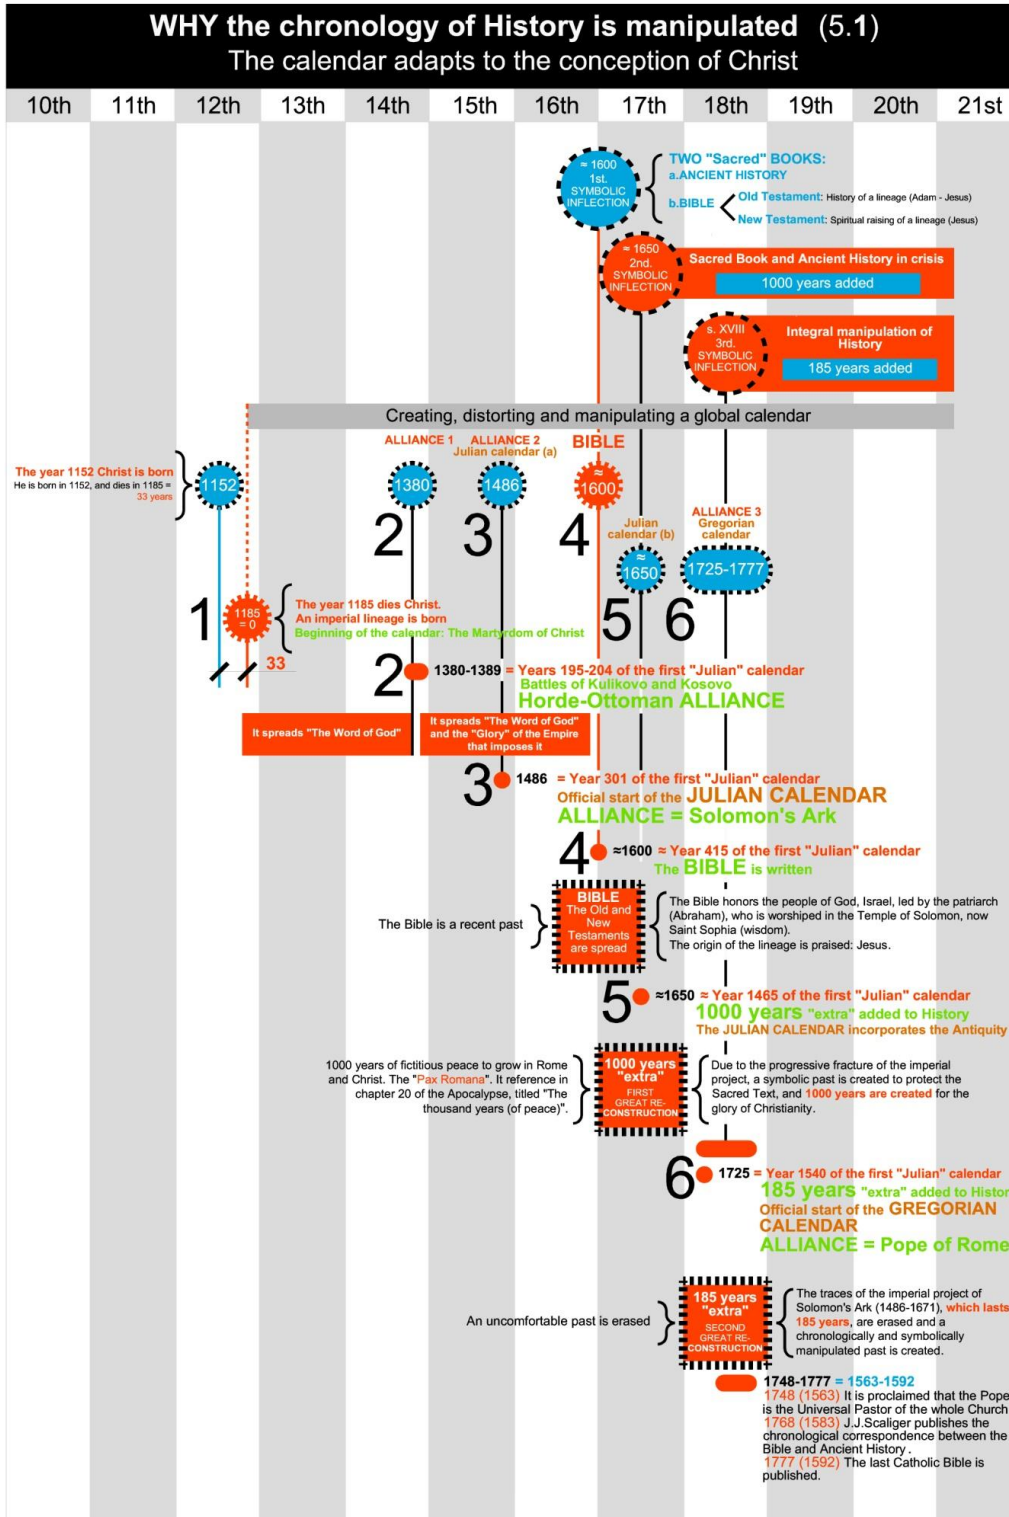 WHY the chronology of History is manipulated (5.1)
The calendar adapts to the conception of Christ
10th 11th 12th 13th 14th 15th 16th 17th 18th 19th 20th 21st
≈ 1600
1st.
SYMBOLIC
INFLECTION
TWO "Sacred" BOOKS:
a.ANCIENT HISTORY
b.BIBLE
Old Testament: History of a lineage (Adam - Jesus)
New Testament: Spiritual raising of a lineage (Jesus)
≈ 1650
2nd.
SYMBOLIC
INFLECTION
Sacred Book and Ancient History in crisis
1000 years added
s. XVIII
3rd.
SYMBOLIC
INFLECTION
Integral manipulation of
History
185 years added
Creating, distorting and manipulating a global calendar
The year 1152 Christ is born
He is born in 1152, and dies in 1185 =
33 years
1152
ALLIANCE 1
1380
2
ALLIANCE 2
Julian calendar (a)
1486
3
BIBLE
≈
1600
4
Julian
calendar (b)
≈
1650
5
ALLIANCE 3
Gregorian
calendar
1725-1777
6
1
1185
= 0
The year 1185 dies Christ.
An imperial lineage is born
Beginning of the calendar: The Martyrdom of Christ
33
2
1380-1389 = Years 195-204 of the first "Julian" calendar
Battles of Kulikovo and Kosovo
Horde-Ottoman ALLIANCE
It spreads "The Word of God"
It spreads "The Word of God"
and the "Glory" of the Empire
that imposes it
3
1486 = Year 301 of the first "Julian" calendar
Official start of the JULIAN CALENDAR
ALLIANCE = Solomon's Ark
4
≈1600 ≈ Year 415 of the first "Julian" calendar
The BIBLE is written
The Bible is a recent past
BIBLE
The Old and
New
Testaments
are spread
The Bible honors the people of God, Israel, led by the patriarch
(Abraham), who is worshiped in the Temple of Solomon, now
Saint Sophia (wisdom).
The origin of the lineage is praised: Jesus.
5
≈1650 ≈ Year 1465 of the first "Julian" calendar
1000 years "extra" added to History
The JULIAN CALENDAR incorporates the Antiquity
1000 years of fictitious peace to grow in Rome
and Christ. The "Pax Romana". It reference in
chapter 20 of the Apocalypse, titled "The
thousand years (of peace)".
1000 years
"extra"
FIRST
GREAT RE-
CONSTRUCTION
Due to the progressive fracture of the imperial
project, a symbolic past is created to protect the
Sacred Text, and 1000 years are created for the
glory of Christianity.
6
1725 = Year 1540 of the first "Julian" calendar
185 years "extra" added to Histor
Official start of the GREGORIAN
CALENDAR
ALLIANCE = Pope of Rome
An uncomfortable past is erased
185 years
"extra"
SECOND
GREAT RE-
CONSTRUCTION
The traces of the imperial project of
Solomon's Ark (1486-1671), which lasts
185 years, are erased and a
chronologically and symbolically
manipulated past is created.
1748-1777 = 1563-1592
1748 (1563) It is proclaimed that the Pope
is the Universal Pastor of the whole Church
1768 (1583) J.J.Scaliger publishes the
chronological correspondence between the
Bible and Ancient History .
1777 (1592) The last Catholic Bible is
published.